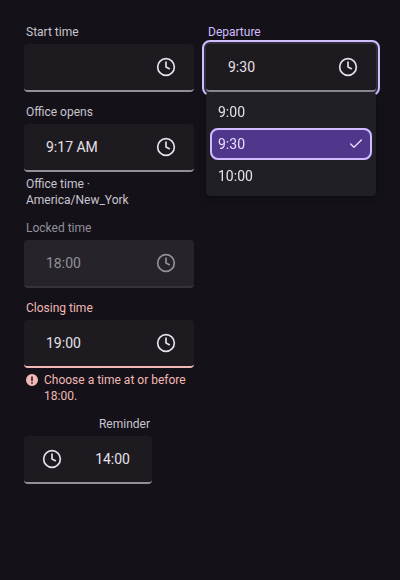 Start time
Departure
9:30
9:00
9:30
10:00
Office opens
9:17 AM
Office time ·
America/New_York
Locked time
18:00
Closing time
19:00
Choose a time at or before
18:00.
Reminder
14:00